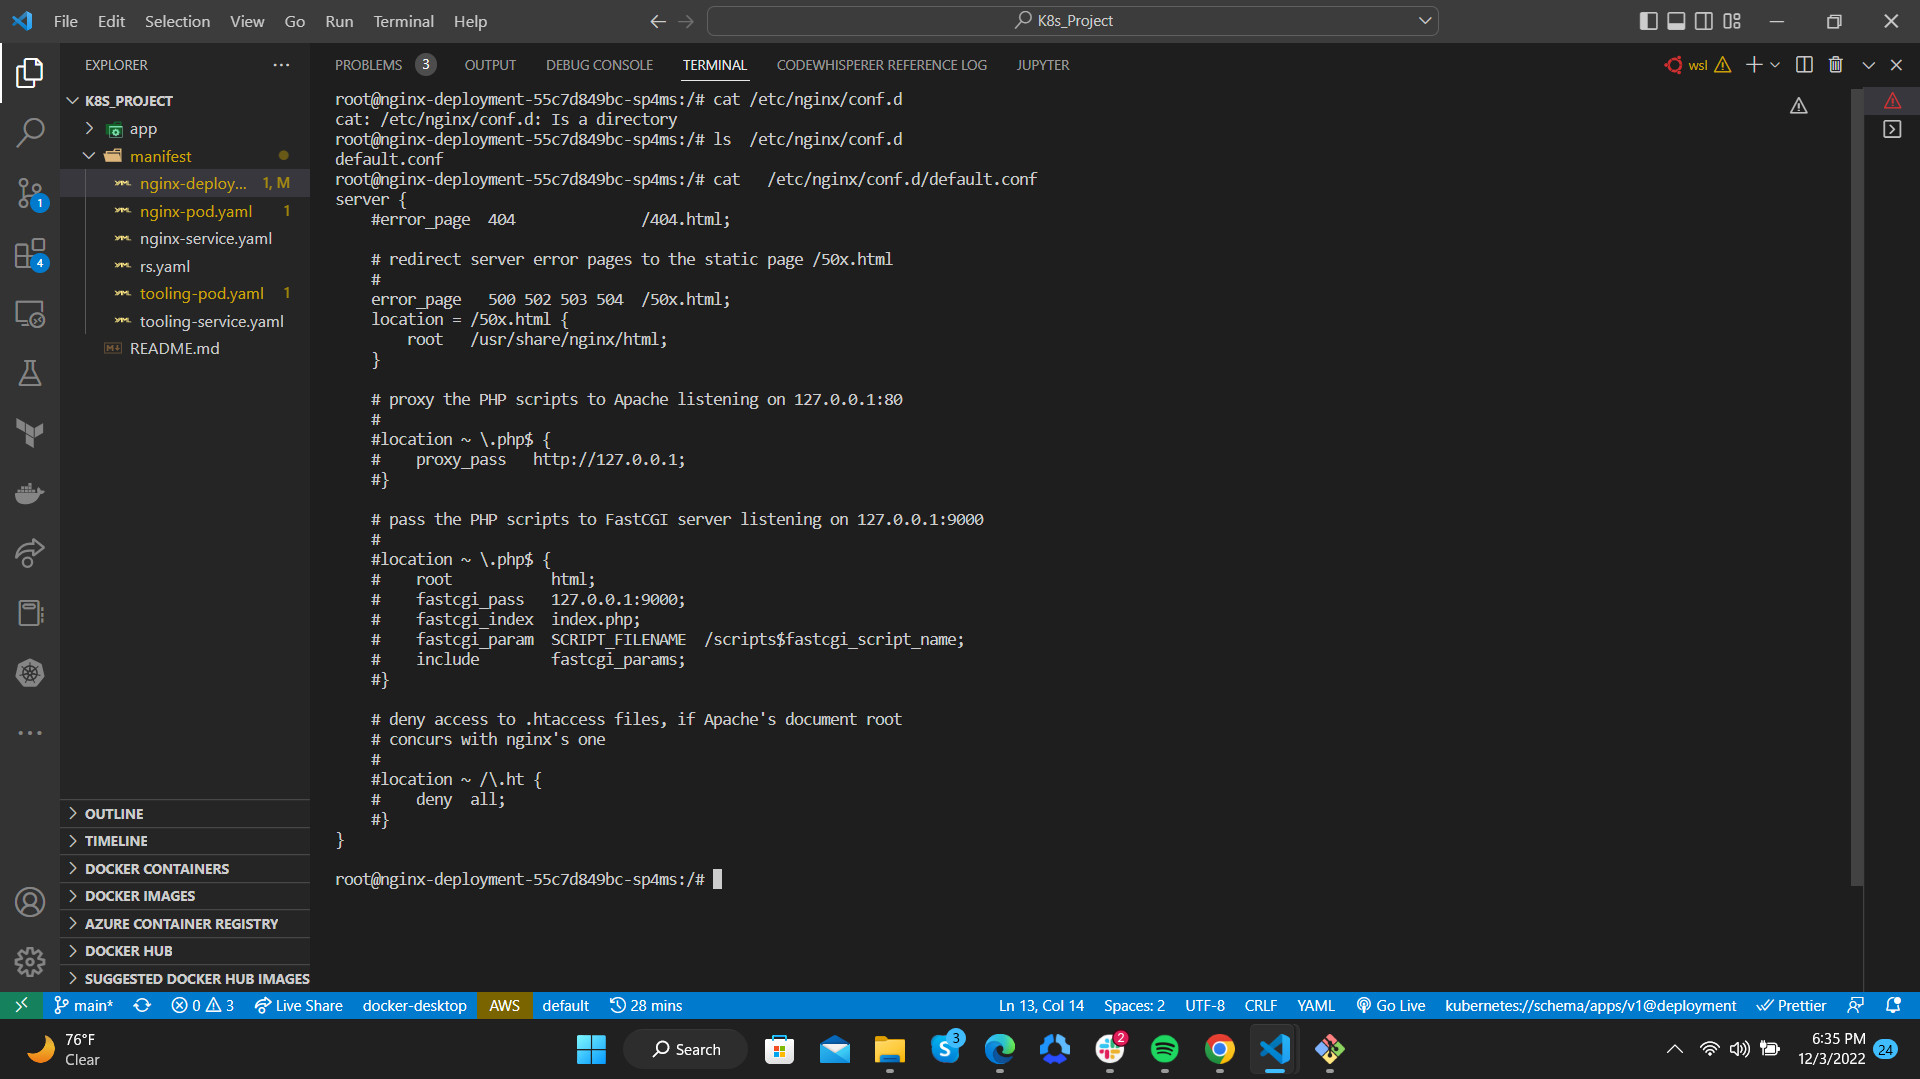 File Edit Selection View Go Run Terminal Help
K8s_Project
EXPLORER
PROBLEMS 3 OUTPUT DEBUG CONSOLE TERMINAL CODEWHISPERER REFERENCE LOG JUPYTER
wsl
K8S_PROJECT
app
manifest
nginx-deploy... 1, M
nginx-pod.yaml 1
nginx-service.yaml
rs.yaml
tooling-pod.yaml 1
tooling-service.yaml
README.md
OUTLINE
TIMELINE
DOCKER CONTAINERS
DOCKER IMAGES
AZURE CONTAINER REGISTRY
DOCKER HUB
SUGGESTED DOCKER HUB IMAGES
1
4
root@nginx-deployment-55c7d849bc-sp4ms:/# cat /etc/nginx/conf.d
cat: /etc/nginx/conf.d: Is a directory
root@nginx-deployment-55c7d849bc-sp4ms:/# ls  /etc/nginx/conf.d
default.conf
root@nginx-deployment-55c7d849bc-sp4ms:/# cat   /etc/nginx/conf.d/default.conf
server {
    #error_page  404              /404.html;
    # redirect server error pages to the static page /50x.html
    #
    error_page   500 502 503 504  /50x.html;
    location = /50x.html {
        root   /usr/share/nginx/html;
    }
    # proxy the PHP scripts to Apache listening on 127.0.0.1:80
    #
    #location ~ \.php$ {
    #    proxy_pass   http://127.0.0.1;
    #}
    # pass the PHP scripts to FastCGI server listening on 127.0.0.1:9000
    #
    #location ~ \.php$ {
    #    root           html;
    #    fastcgi_pass   127.0.0.1:9000;
    #    fastcgi_index  index.php;
    #    fastcgi_param  SCRIPT_FILENAME  /scripts$fastcgi_script_name;
    #    include        fastcgi_params;
    #}
    # deny access to .htaccess files, if Apache's document root
    # concurs with nginx's one
    #
    #location ~ /\.ht {
    #    deny  all;
    #}
}
root@nginx-deployment-55c7d849bc-sp4ms:/#
main* 0 3 Live Share docker-desktop AWS default 28 mins Ln 13, Col 14 Spaces: 2 UTF-8 CRLF YAML Go Live kubernetes://schema/apps/v1@deployment Prettier
76°F
Clear
Search
3
2
6:35 PM
12/3/2022
24